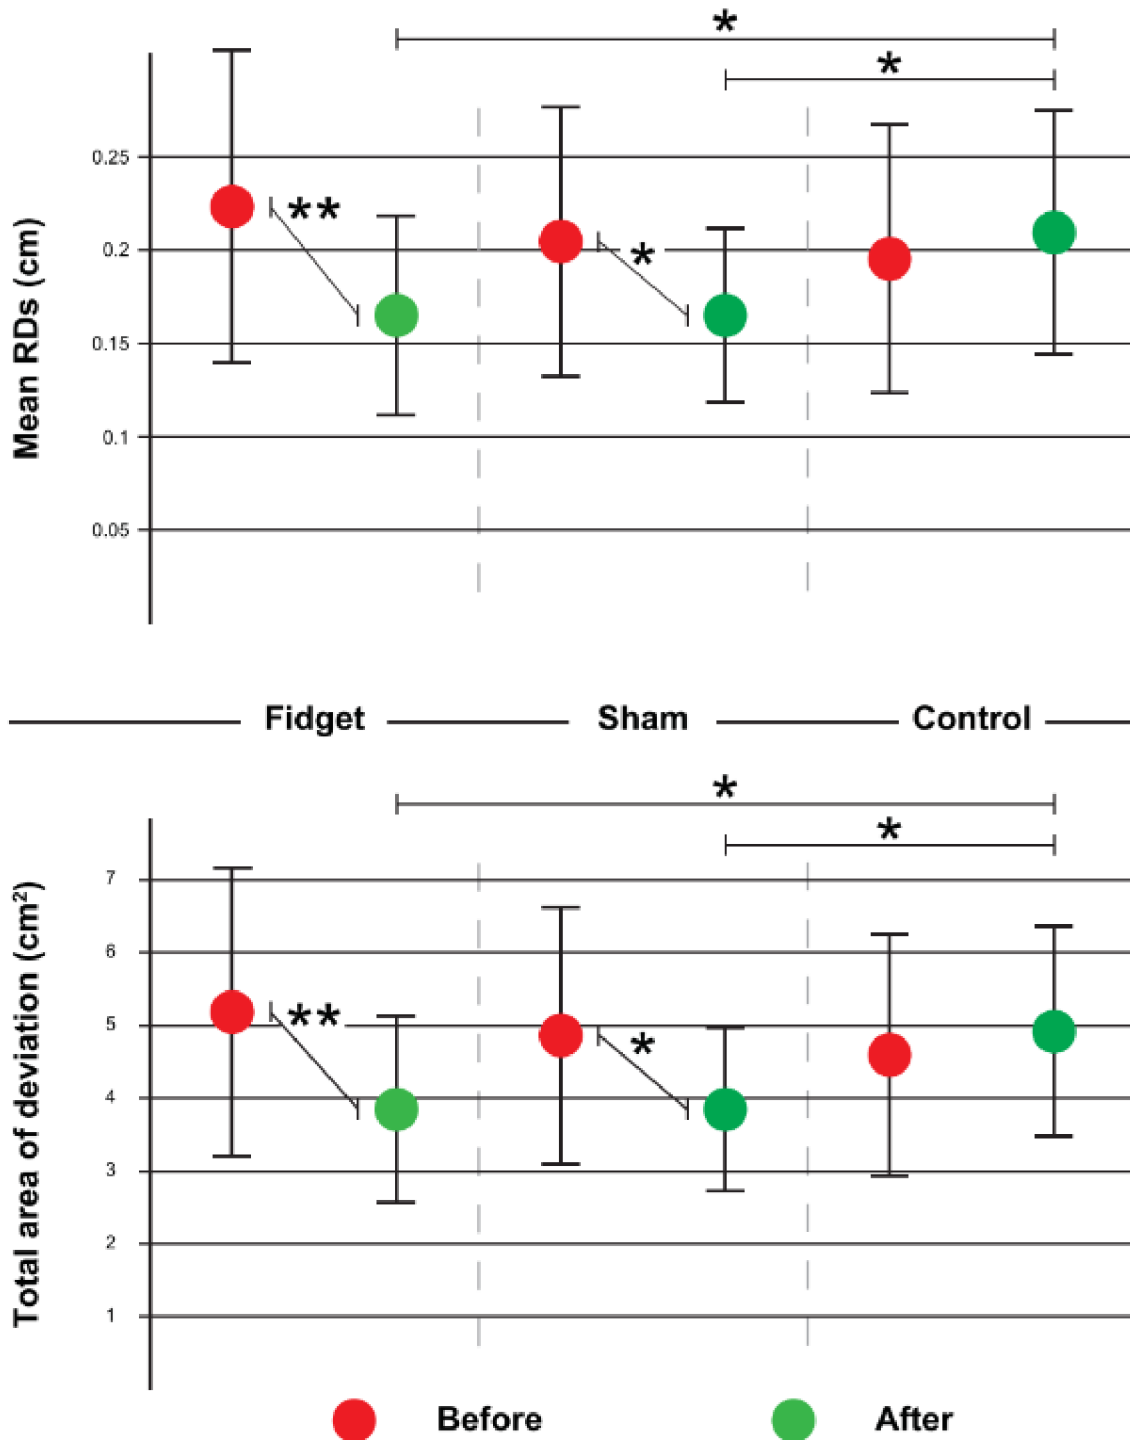 *
*
0.25
**
0.2
*
0.15
0.1
0.05
Mean RDs (cm)
Fidget
Sham
Control
*
*
7
6
**
5
*
4
3
2
1
Total area of deviation (cm²)
Before
After